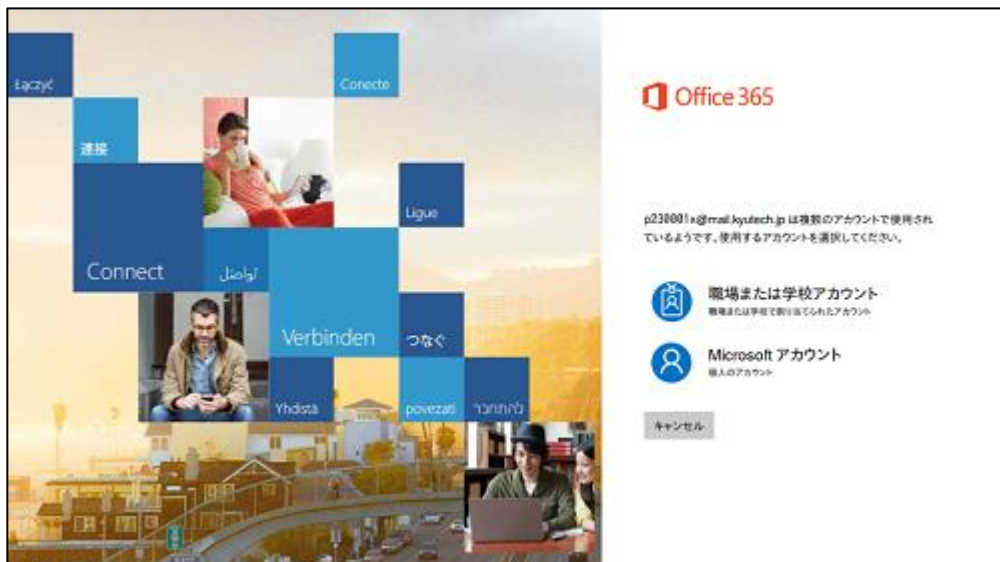 Łączyć
Conecte
連接
Ligue
Connect
تواصل
Verbinden
つなぐ
Yhdistä
povezati
להתחבר
Office 365
p230001x@mail.kyutech.jp は複数のアカウントで使用され
ているようです。使用するアカウントを選択してください。
職場または学校アカウント
職場または学校で割り当てられたアカウント
Microsoft アカウント
個人のアカウント
キャンセル